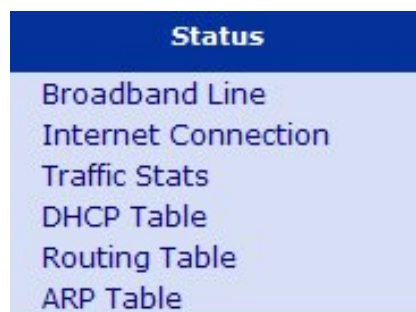 Status
Broadband Line
Internet Connection
Traffic Stats
DHCP Table
Routing Table
ARP Table